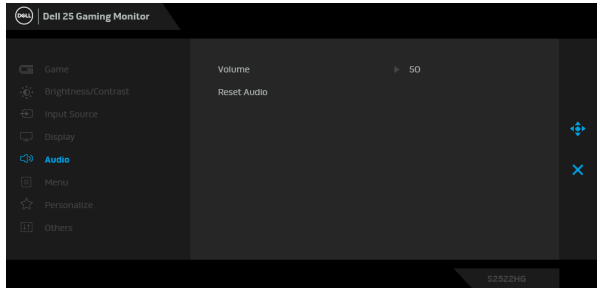 DELL Dell 25 Gaming Monitor
Game
Volume 50
Brightness/Contrast
Reset Audio
Input Source
Display
Audio
Menu
Personalize
Others
S2522HG